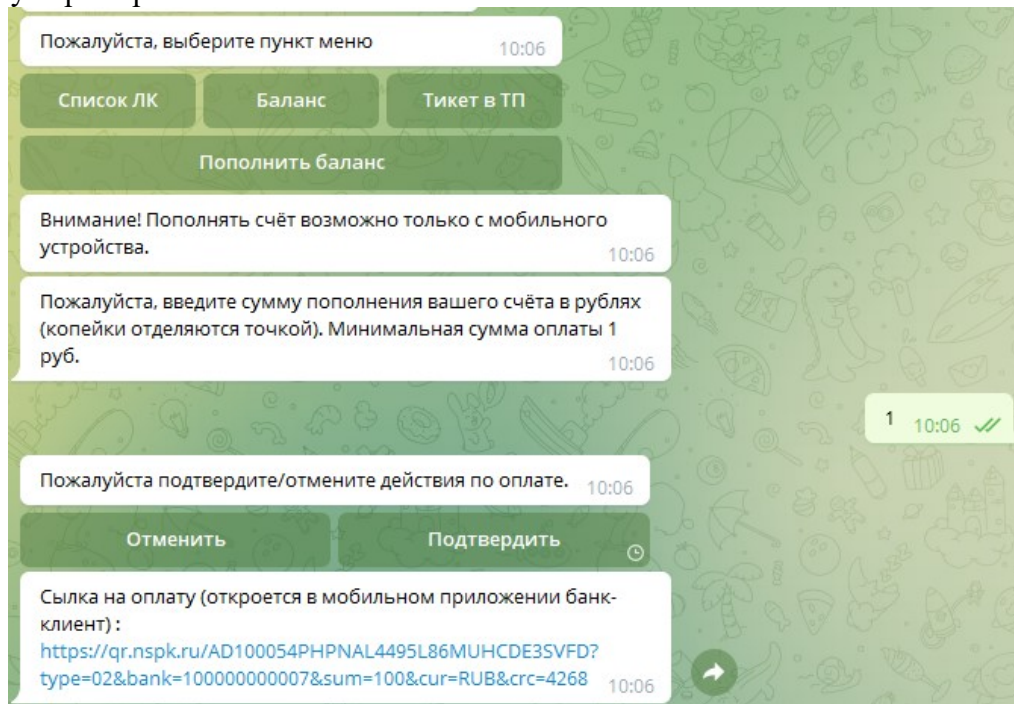 Пожалуйста, выберите пункт меню 10:06
Список ЛК Баланс Тикет в ТП
Пополнить баланс
Внимание! Пополнять счёт возможно только с мобильного
устройства. 10:06
Пожалуйста, введите сумму пополнения вашего счёта в рублях
(копейки отделяются точкой). Минимальная сумма оплаты 1
руб. 10:06
1 10:06
Пожалуйста подтвердите/отмените действия по оплате. 10:06
Отменить Подтвердить
Сылка на оплату (откроется в мобильном приложении банк-
клиент) :
https://qr.nspk.ru/AD100054PHPNAL4495L86MUHCDE3SVFD?
type=02&bank=100000000007&sum=100&cur=RUB&crc=4268 10:06